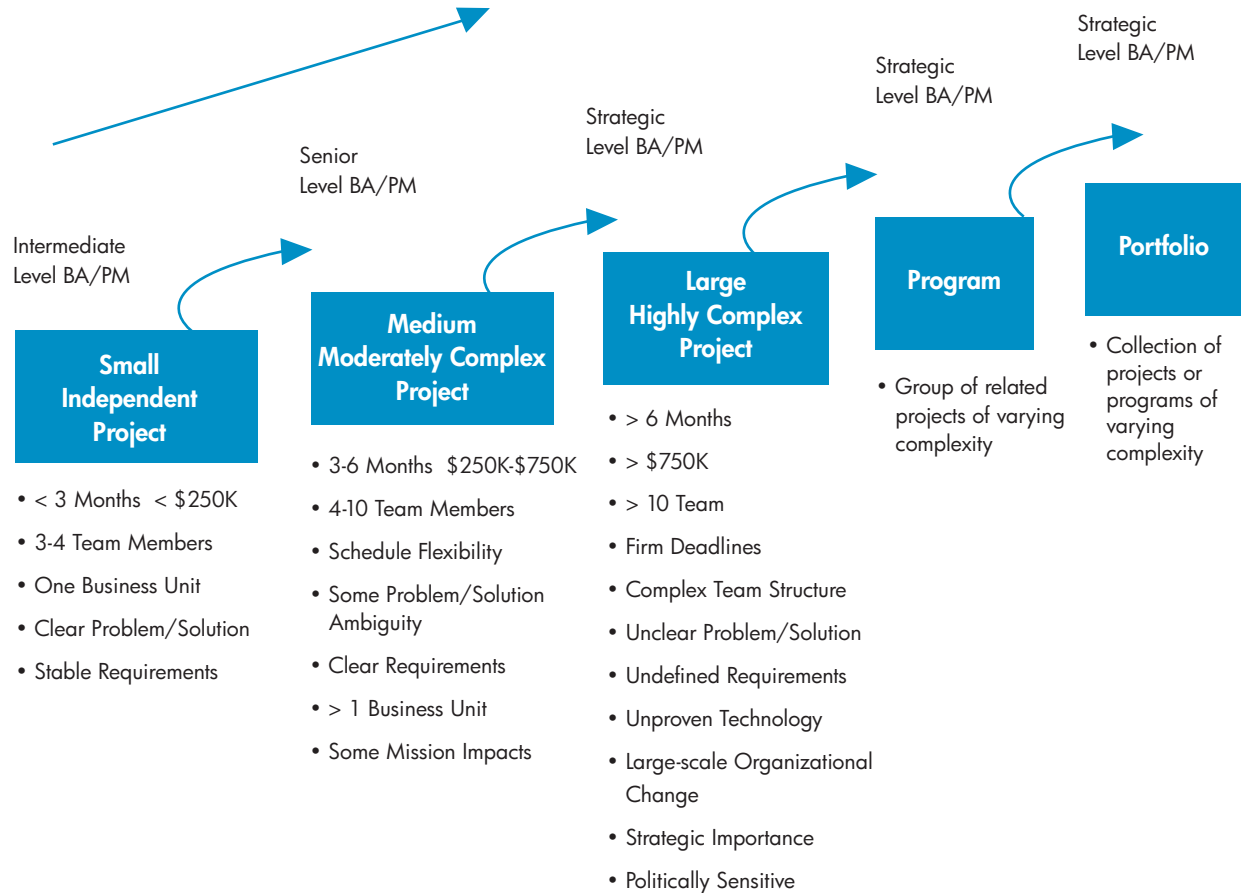 Intermediate
Level BA/PM
Small
Independent
Project
• < 3 Months < $250K
• 3-4 Team Members
• One Business Unit
• Clear Problem/Solution
• Stable Requirements
Senior
Level BA/PM
Medium
Moderately Complex
Project
• 3-6 Months $250K-$750K
• 4-10 Team Members
• Schedule Flexibility
• Some Problem/Solution
Ambiguity
• Clear Requirements
• > 1 Business Unit
• Some Mission Impacts
Strategic
Level BA/PM
Large
Highly Complex
Project
• > 6 Months
• > $750K
• > 10 Team
• Firm Deadlines
• Complex Team Structure
• Unclear Problem/Solution
• Undefined Requirements
• Unproven Technology
• Large-scale Organizational
Change
• Strategic Importance
• Politically Sensitive
Strategic
Level BA/PM
Program
• Group of related
projects of varying
complexity
Strategic
Level BA/PM
Portfolio
• Collection of
projects or
programs of
varying
complexity